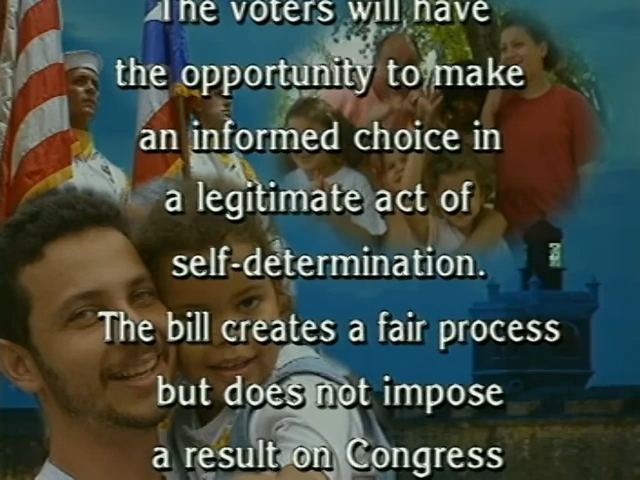 The voters will have
the opportunity to make
an informed choice in
a legitimate act of
self-determination.
The bill creates a fair process
but does not impose
a result on Congress